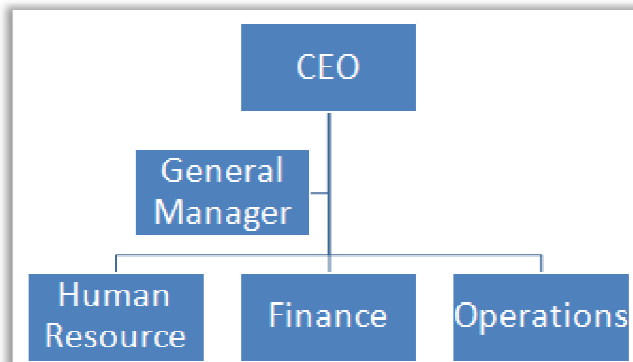 CEO
General
Manager
Human
Resource
Finance
Operations